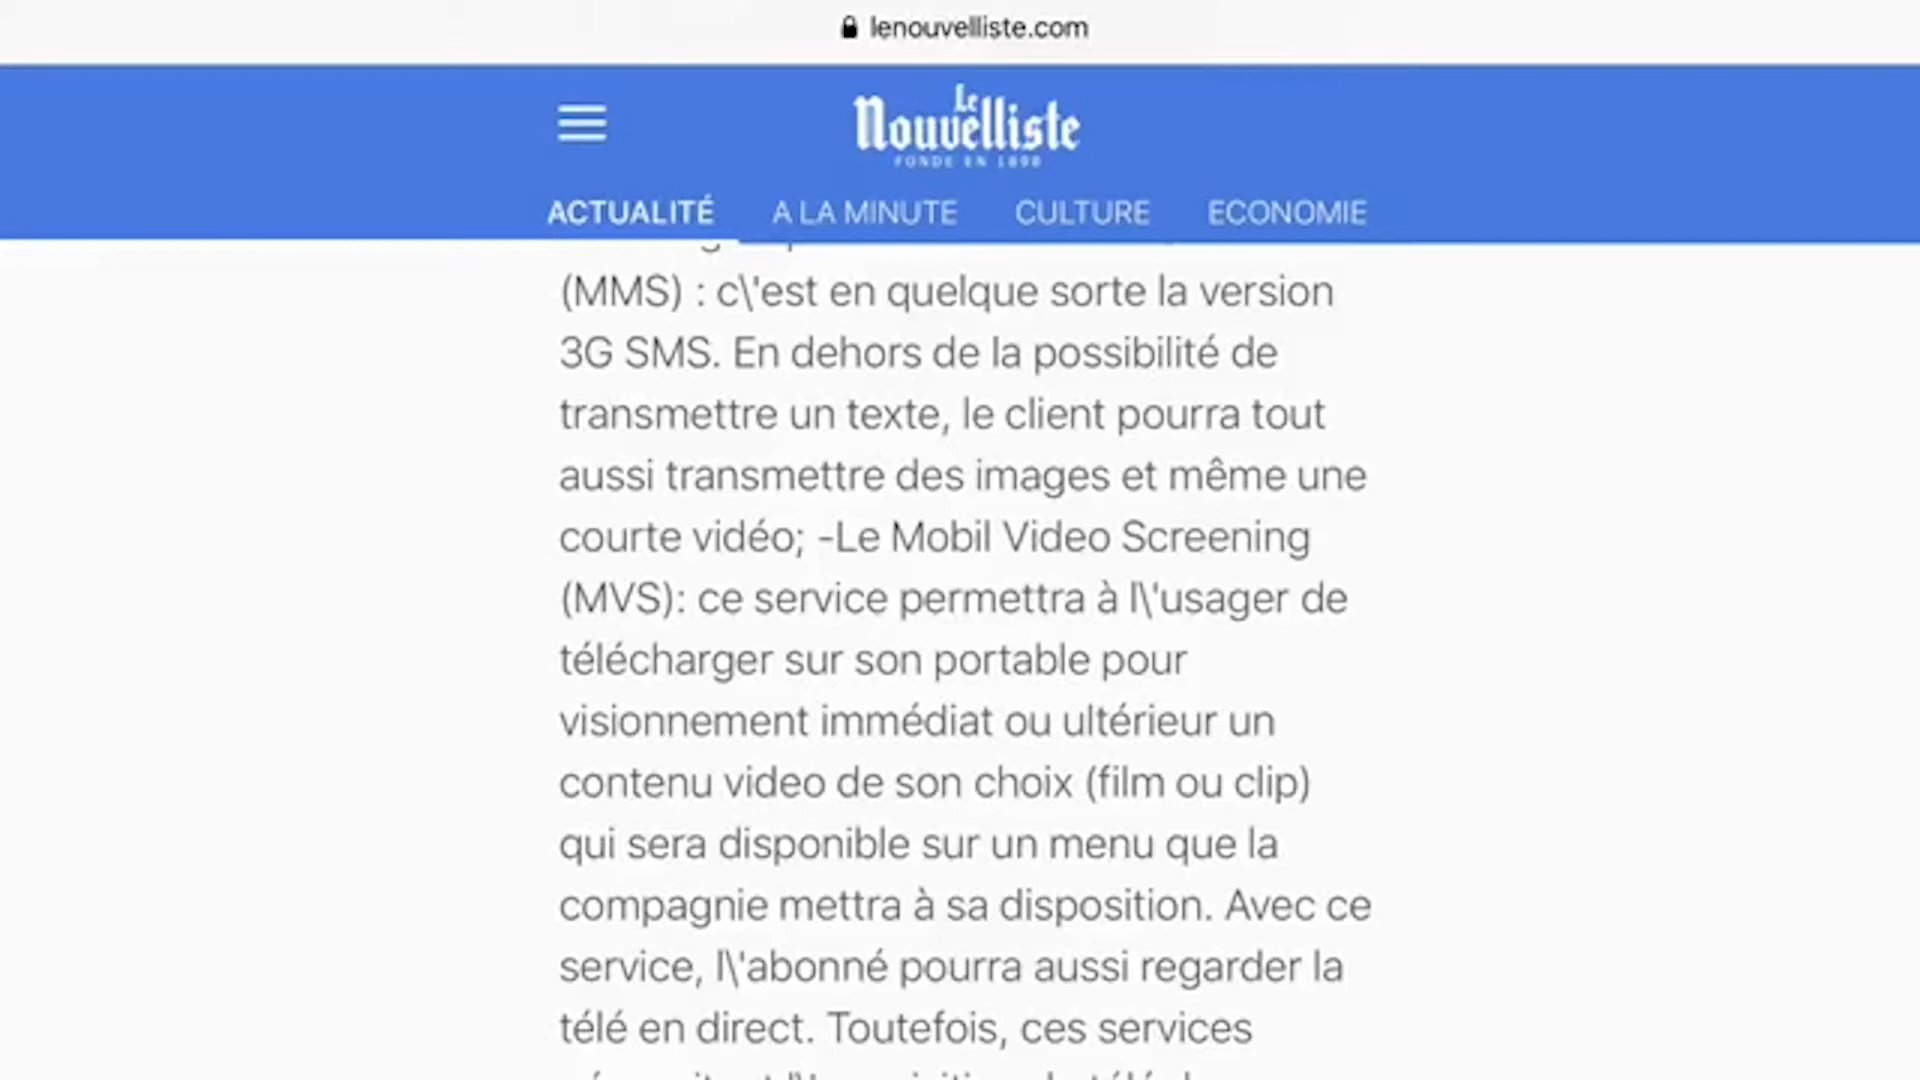 lenouvelliste.com
Le
Nouvelliste
FONDE EN 1898
ACTUALITÉ A LA MINUTE CULTURE ECONOMIE
(MMS) : c\'est en quelque sorte la version
3G SMS. En dehors de la possibilité de
transmettre un texte, le client pourra tout
aussi transmettre des images et même une
courte vidéo; -Le Mobil Video Screening
(MVS): ce service permettra à l\'usager de
télécharger sur son portable pour
visionnement immédiat ou ultérieur un
contenu video de son choix (film ou clip)
qui sera disponible sur un menu que la
compagnie mettra à sa disposition. Avec ce
service, l\'abonné pourra aussi regarder la
télé en direct. Toutefois, ces services